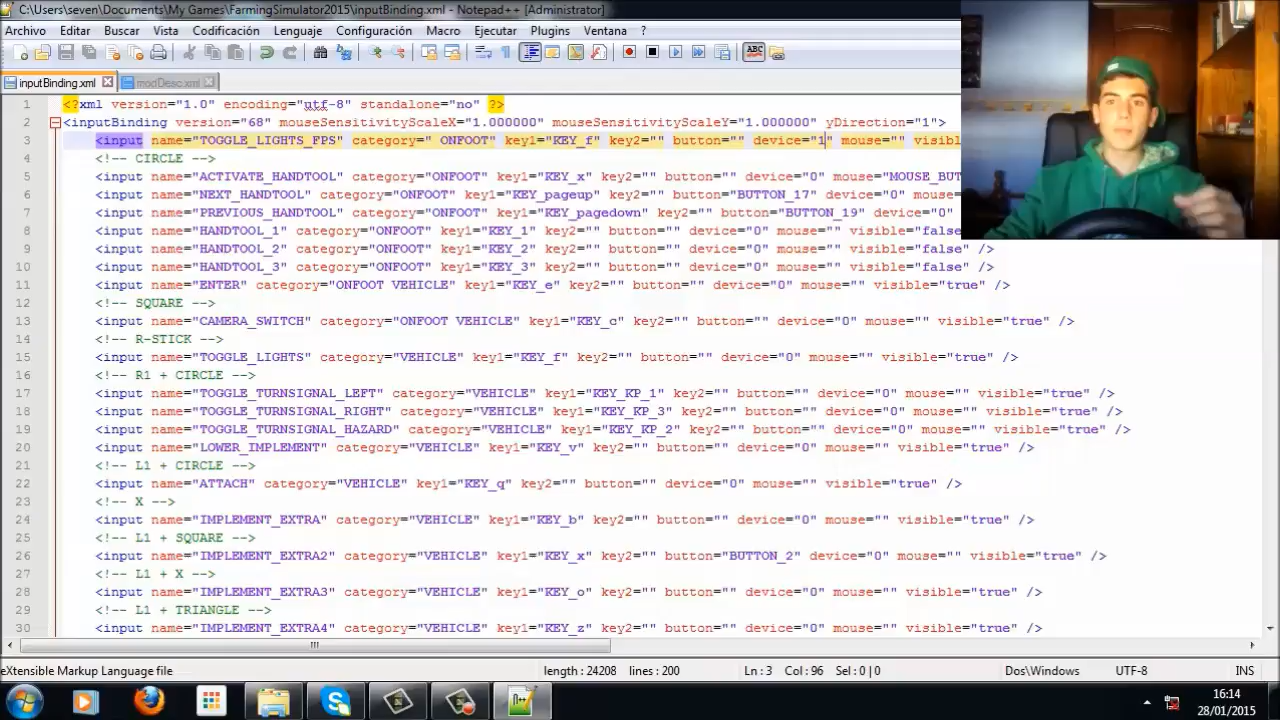 C:\Users\seven\Documents\My Games\FarmingSimulator2015\inputBinding.xml - Notepad++ [Administrator]
Archivo Editar Buscar Vista Codificación Lenguaje Configuración Macro Ejecutar Plugins Ventana ?
inputBinding.xml modDesc.xml
1 <?xml version="1.0" encoding="utf-8" standalone="no" ?>
2 <inputBinding version="68" mouseSensitivityScaleX="1.000000" mouseSensitivityScaleY="1.000000" yDirection="1">
3 <input name="TOGGLE_LIGHTS_FPS" category=" ONFOOT" key1="KEY_f" key2="" button="" device="1" mouse="" visibl
4 <!-- CIRCLE -->
5 <input name="ACTIVATE_HANDTOOL" category="ONFOOT" key1="KEY_x" key2="" button="" device="0" mouse="MOUSE_BUT
6 <input name="NEXT_HANDTOOL" category="ONFOOT" key1="KEY_pageup" key2="" button="BUTTON_17" device="0" mouse=
7 <input name="PREVIOUS_HANDTOOL" category="ONFOOT" key1="KEY_pagedown" key2="" button="BUTTON_19" device="0"
8 <input name="HANDTOOL_1" category="ONFOOT" key1="KEY_1" key2="" button="" device="0" mouse="" visible="false" />
9 <input name="HANDTOOL_2" category="ONFOOT" key1="KEY_2" key2="" button="" device="0" mouse="" visible="false" />
10 <input name="HANDTOOL_3" category="ONFOOT" key1="KEY_3" key2="" button="" device="0" mouse="" visible="false" />
11 <input name="ENTER" category="ONFOOT VEHICLE" key1="KEY_e" key2="" button="" device="0" mouse="" visible="true" />
12 <!-- SQUARE -->
13 <input name="CAMERA_SWITCH" category="ONFOOT VEHICLE" key1="KEY_c" key2="" button="" device="0" mouse="" visible="true" />
14 <!-- R-STICK -->
15 <input name="TOGGLE_LIGHTS" category="VEHICLE" key1="KEY_f" key2="" button="" device="0" mouse="" visible="true" />
16 <!-- R1 + CIRCLE -->
17 <input name="TOGGLE_TURNSIGNAL_LEFT" category="VEHICLE" key1="KEY_KP_1" key2="" button="" device="0" mouse="" visible="true" />
18 <input name="TOGGLE_TURNSIGNAL_RIGHT" category="VEHICLE" key1="KEY_KP_3" key2="" button="" device="0" mouse="" visible="true" />
19 <input name="TOGGLE_TURNSIGNAL_HAZARD" category="VEHICLE" key1="KEY_KP_2" key2="" button="" device="0" mouse="" visible="true" />
20 <input name="LOWER_IMPLEMENT" category="VEHICLE" key1="KEY_v" key2="" button="" device="0" mouse="" visible="true" />
21 <!-- L1 + CIRCLE -->
22 <input name="ATTACH" category="VEHICLE" key1="KEY_q" key2="" button="" device="0" mouse="" visible="true" />
23 <!-- X -->
24 <input name="IMPLEMENT_EXTRA" category="VEHICLE" key1="KEY_b" key2="" button="" device="0" mouse="" visible="true" />
25 <!-- L1 + SQUARE -->
26 <input name="IMPLEMENT_EXTRA2" category="VEHICLE" key1="KEY_x" key2="" button="BUTTON_2" device="0" mouse="" visible="true" />
27 <!-- L1 + X -->
28 <input name="IMPLEMENT_EXTRA3" category="VEHICLE" key1="KEY_o" key2="" button="" device="0" mouse="" visible="true" />
29 <!-- L1 + TRIANGLE -->
30 <input name="IMPLEMENT_EXTRA4" category="VEHICLE" key1="KEY_z" key2="" button="" device="0" mouse="" visible="true" />
eXtensible Markup Language file length : 24208 lines : 200 Ln : 3 Col : 96 Sel : 0 | 0 Dos\Windows UTF-8 INS
16:14
28/01/2015